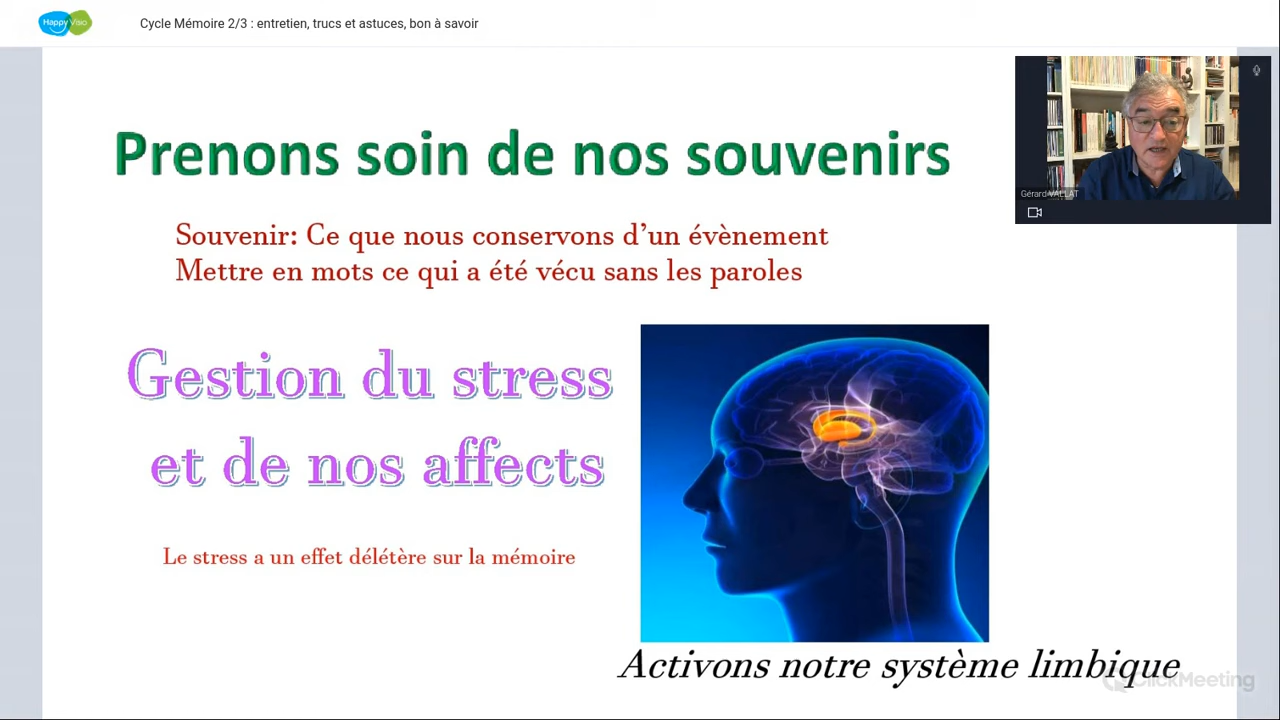 Happy Visio
Cycle Mémoire 2/3 : entretien, trucs et astuces, bon à savoir
Gérard VALLAT
Prenons soin de nos souvenirs
Souvenir: Ce que nous conservons d’un évènement
Mettre en mots ce qui a été vécu sans les paroles
Gestion du stress
et de nos affects
Le stress a un effet délétère sur la mémoire
Activons notre système limbique
ClickMeeting